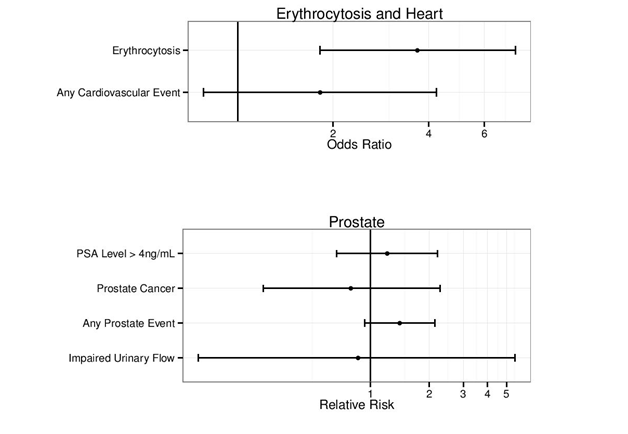 Erythrocytosis and Heart
Erythrocytosis
Any Cardiovascular Event
2 4 6
Odds Ratio
Prostate
PSA Level > 4ng/mL
Prostate Cancer
Any Prostate Event
Impaired Urinary Flow
1 2 3 4 5
Relative Risk